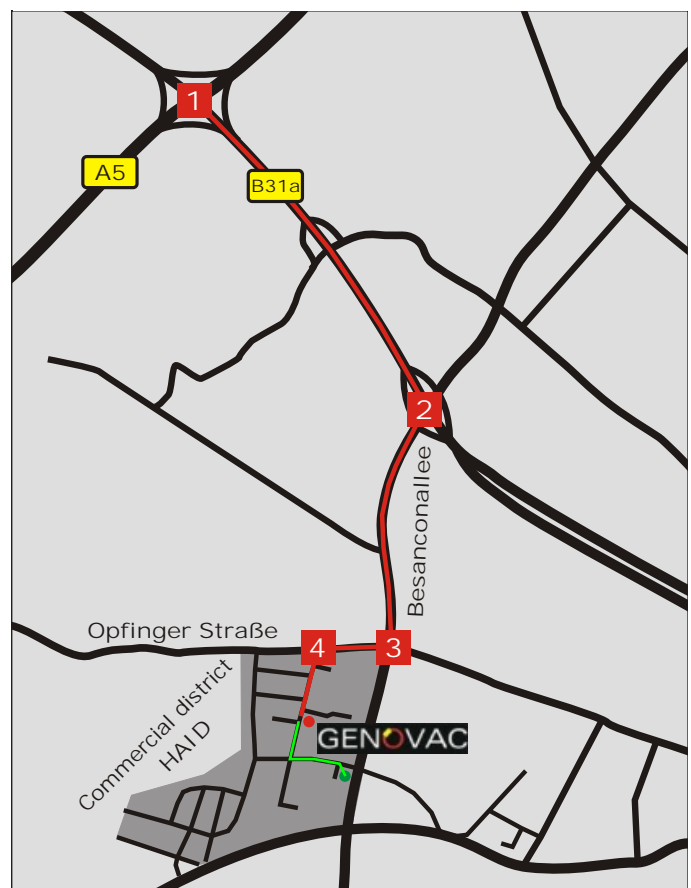 1
A5
B31a
2
Besanconallee
Opfinger Straße
4
3
Commercial district
HAID
GENOVAC